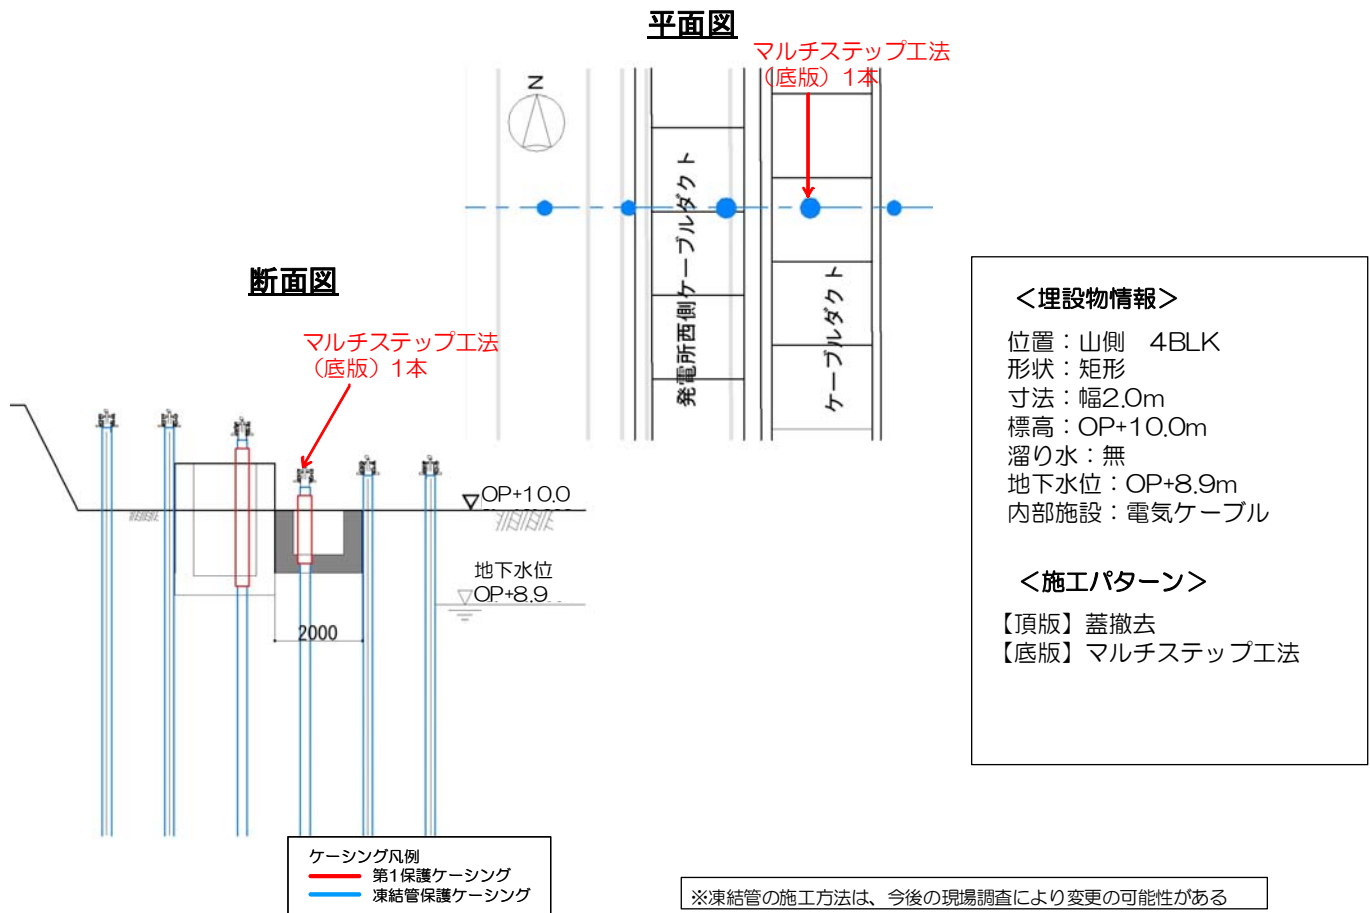 平面図
マルチステップ工法
（底版）1本
N
発電所西側ケーブルダクト
ケーブルダクト
断面図
マルチステップ工法
（底版）1本
OP+10.0
地下水位
OP+8.9
2000
ケーシング凡例
第1保護ケーシング
凍結管保護ケーシング
＜埋設物情報＞
位置：山側　4BLK
形状：矩形
寸法：幅2.0m
標高：OP+10.0m
溜り水：無
地下水位：OP+8.9m
内部施設：電気ケーブル
＜施工パターン＞
【頂版】蓋撤去
【底版】マルチステップ工法
※凍結管の施工方法は、今後の現場調査により変更の可能性がある